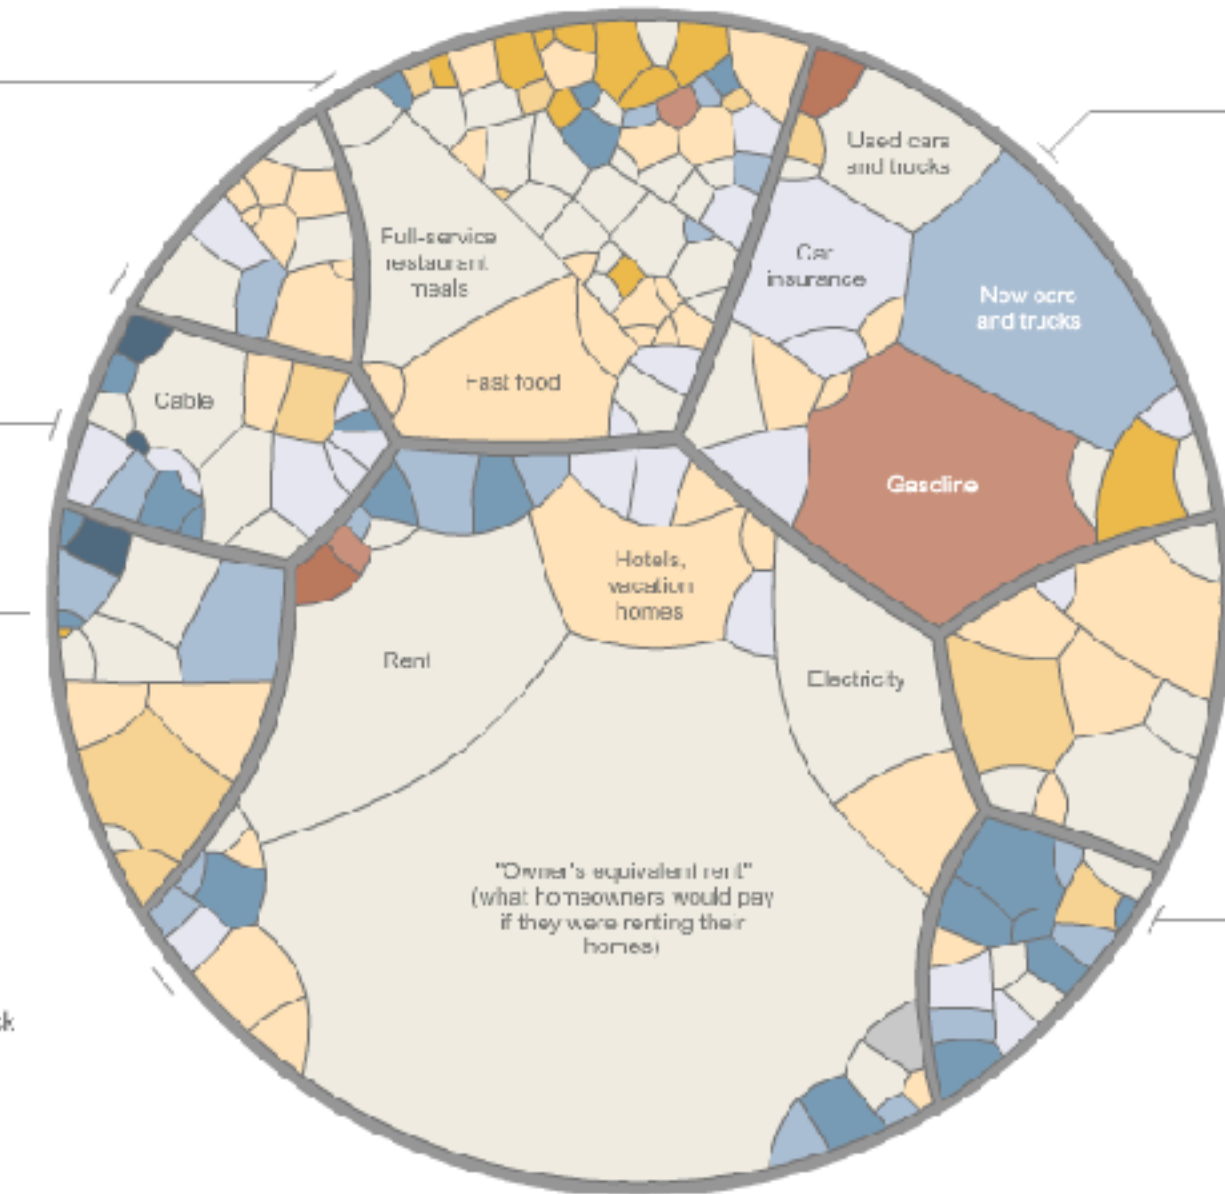 Used cars
and trucks
Full-service
restaurant
meals
Car
insurance
New cars
and trucks
Fast food
Cable
Gasoline
Hotels,
vacation
homes
Rent
Electricity
"Owner's equivalent rent"
(what homeowners would pay
if they were renting their
homes)